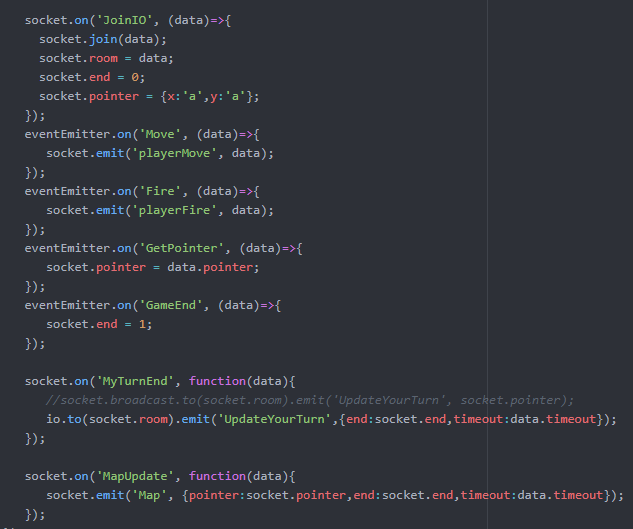 socket.on('JoinIO', (data)=>{
socket.join(data);
socket.room = data;
socket.end = 0;
socket.pointer = {x:'a',y:'a'};
});
eventEmitter.on('Move', (data)=>{
socket.emit('playerMove', data);
});
eventEmitter.on('Fire', (data)=>{
socket.emit('playerFire', data);
});
eventEmitter.on('GetPointer', (data)=>{
socket.pointer = data.pointer;
});
eventEmitter.on('GameEnd', (data)=>{
socket.end = 1;
});
socket.on('MyTurnEnd', function(data){
//socket.broadcast.to(socket.room).emit('UpdateYourTurn', socket.pointer);
io.to(socket.room).emit('UpdateYourTurn',{end:socket.end,timeout:data.timeout});
});
socket.on('MapUpdate', function(data){
socket.emit('Map', {pointer:socket.pointer,end:socket.end,timeout:data.timeout});
});